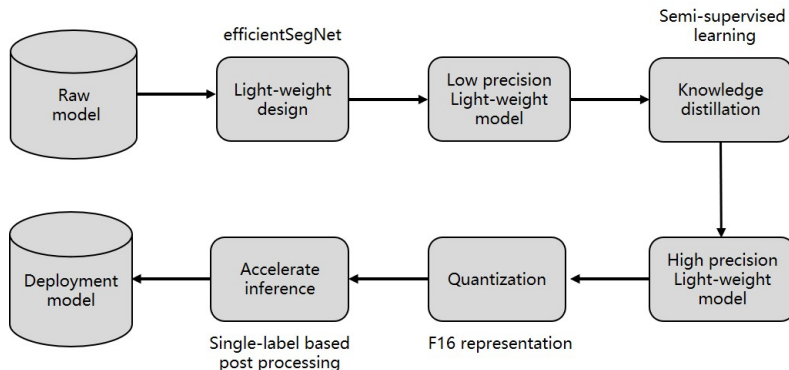 efficientSegNet
Semi-supervised
learning
Raw
model
Light-weight
design
Low precision
Light-weight
model
Knowledge
distillation
Deployment
model
Accelerate
inference
Quantization
High precision
Light-weight
model
Single-label based
post processing
F16 representation